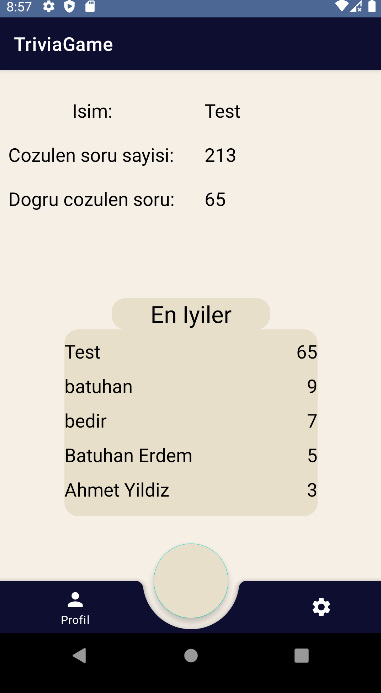 8:57
TriviaGame
Isim: Test
Cozulen soru sayisi: 213
Dogru cozulen soru: 65
En Iyiler
Test 65
batuhan 9
bedir 7
Batuhan Erdem 5
Ahmet Yildiz 3
Profil